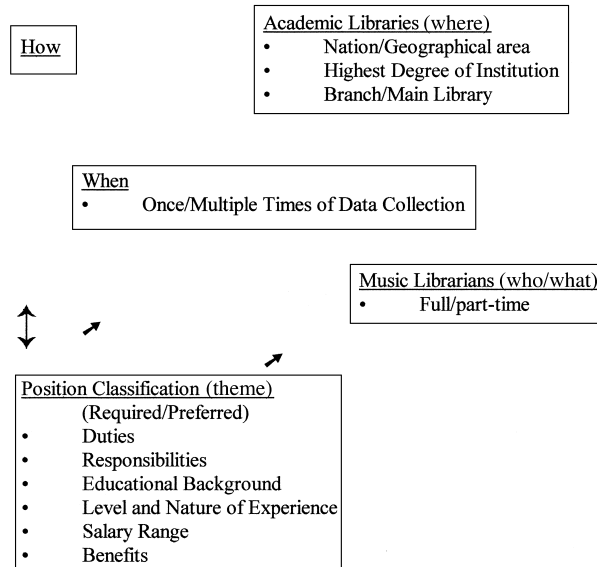 How
Academic Libraries (where)
• Nation/Geographical area
• Highest Degree of Institution
• Branch/Main Library
When
• Once/Multiple Times of Data Collection
Music Librarians (who/what)
• Full/part-time
Position Classification (theme)
(Required/Preferred)
• Duties
• Responsibilities
• Educational Background
• Level and Nature of Experience
• Salary Range
• Benefits